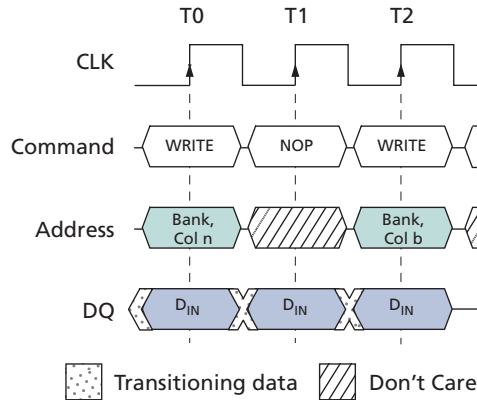 T0 T1 T2
CLK
Command WRITE NOP WRITE
Address Bank, Col n Bank, Col b
DQ DIN DIN DIN
Transitioning data Don't Care